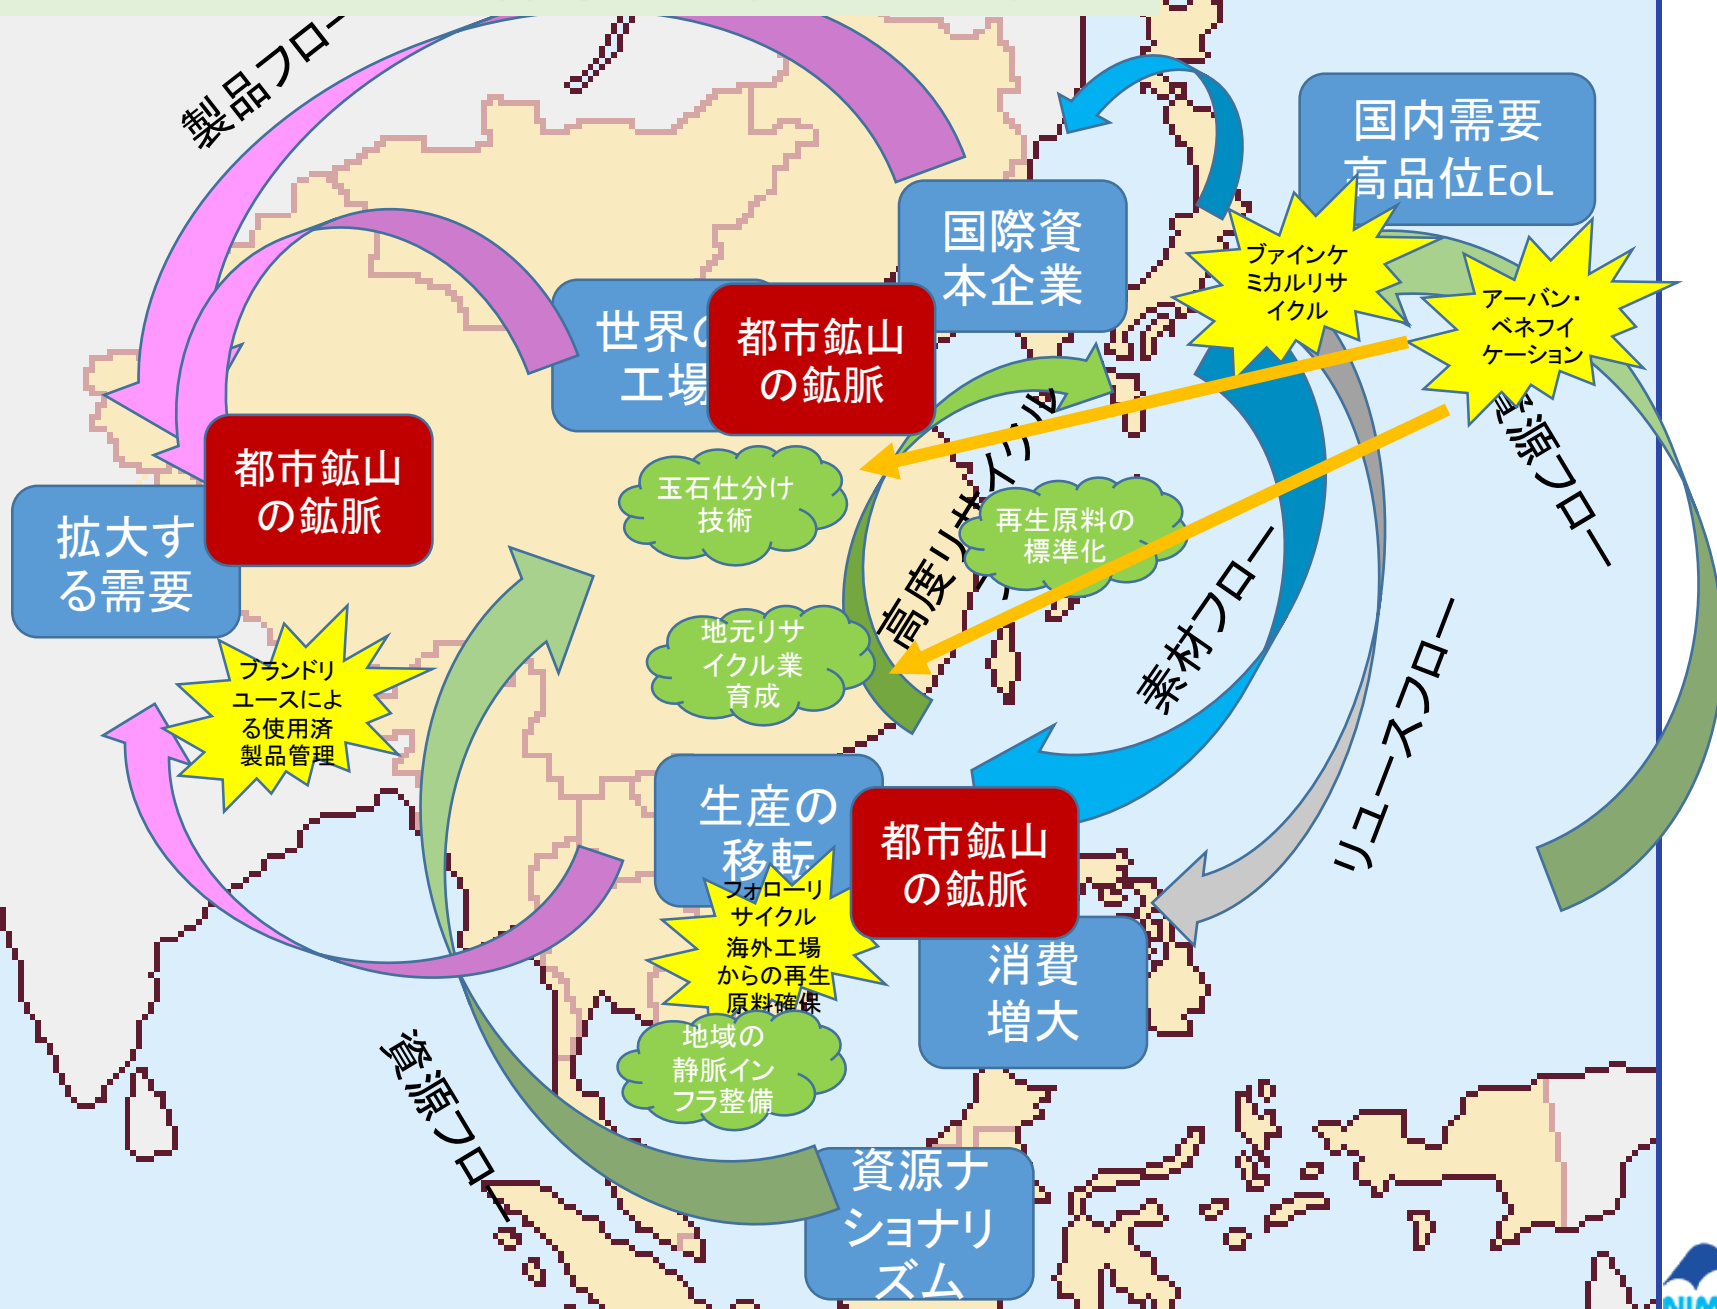 製品フロー
国内需要
高品位EoL
国際資
本企業
ブァインケ
ミカルリサ
イクル
アーバン・
ベネフイ
ケーション
世界の
工場
都市鉱山
の鉱脈
資源フロー
都市鉱山
の鉱脈
拡大す
る需要
玉石仕分け
技術
高度リサイクル
再生原料の
標準化
素材フロー
リユースフロー
地元リサ
イクル業
育成
ブランドリ
ユースによ
る使用済
製品管理
生産の
移転
都市鉱山
の鉱脈
フォローリ
サイクル
海外工場
からの再生
原料確保
消費
増大
地域の
静脈イン
フラ整備
資源フロー
資源ナ
ショナリ
ズム
NIM